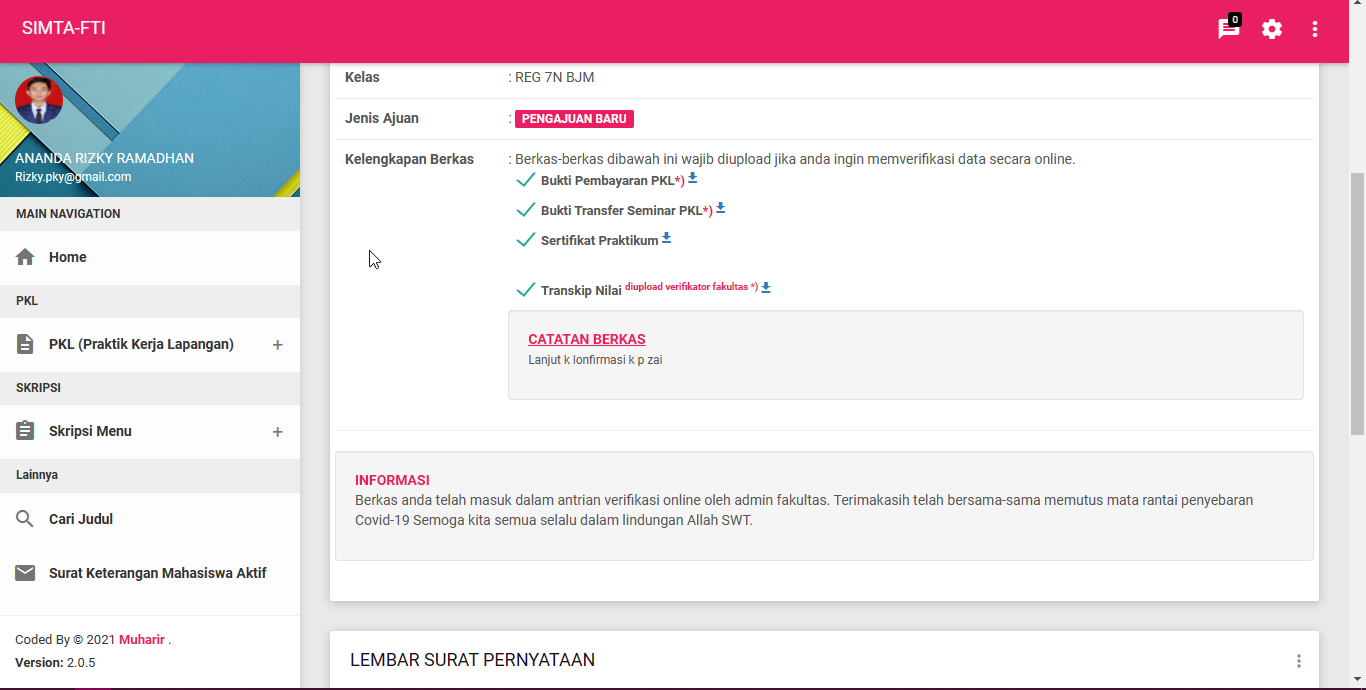 SIMTA-FTI
0
ANANDA RIZKY RAMADHAN
Rizky.pky@gmail.com
MAIN NAVIGATION
Home
PKL
PKL (Praktik Kerja Lapangan) +
SKRIPSI
Skripsi Menu +
Lainnya
Cari Judul
Surat Keterangan Mahasiswa Aktif
Coded By © 2021 Muharir .
Version: 2.0.5
Kelas : REG 7N BJM
Jenis Ajuan : PENGAJUAN BARU
Kelengkapan Berkas : Berkas-berkas dibawah ini wajib diupload jika anda ingin memverifikasi data secara online.
Bukti Pembayaran PKL*)
Bukti Transfer Seminar PKL*)
Sertifikat Praktikum
Transkip Nilai diupload verifikator fakultas *)
CATATAN BERKAS
Lanjut k lonfirmasi k p zai
INFORMASI
Berkas anda telah masuk dalam antrian verifikasi online oleh admin fakultas. Terimakasih telah bersama-sama memutus mata rantai penyebaran
Covid-19 Semoga kita semua selalu dalam lindungan Allah SWT.
LEMBAR SURAT PERNYATAAN